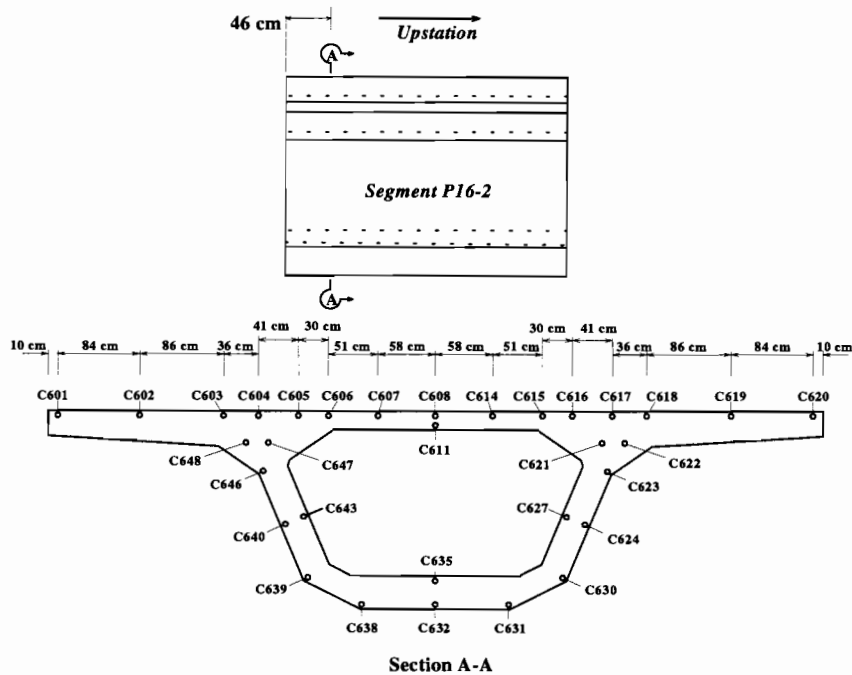 46 cm
Upstation
A
Segment P16-2
A
41 cm 30 cm 30 cm 41 cm
10 cm 84 cm 86 cm 36 cm 51 cm 58 cm 58 cm 51 cm 36 cm 86 cm 84 cm 10 cm
C601 C602 C603 C604 C605 C606 C607 C608 C614 C615 C616 C617 C618 C619 C620
C648 C647 C611 C621 C622
C646 C623
C643 C627
C640 C624
C635
C639 C630
C638 C632 C631
Section A-A